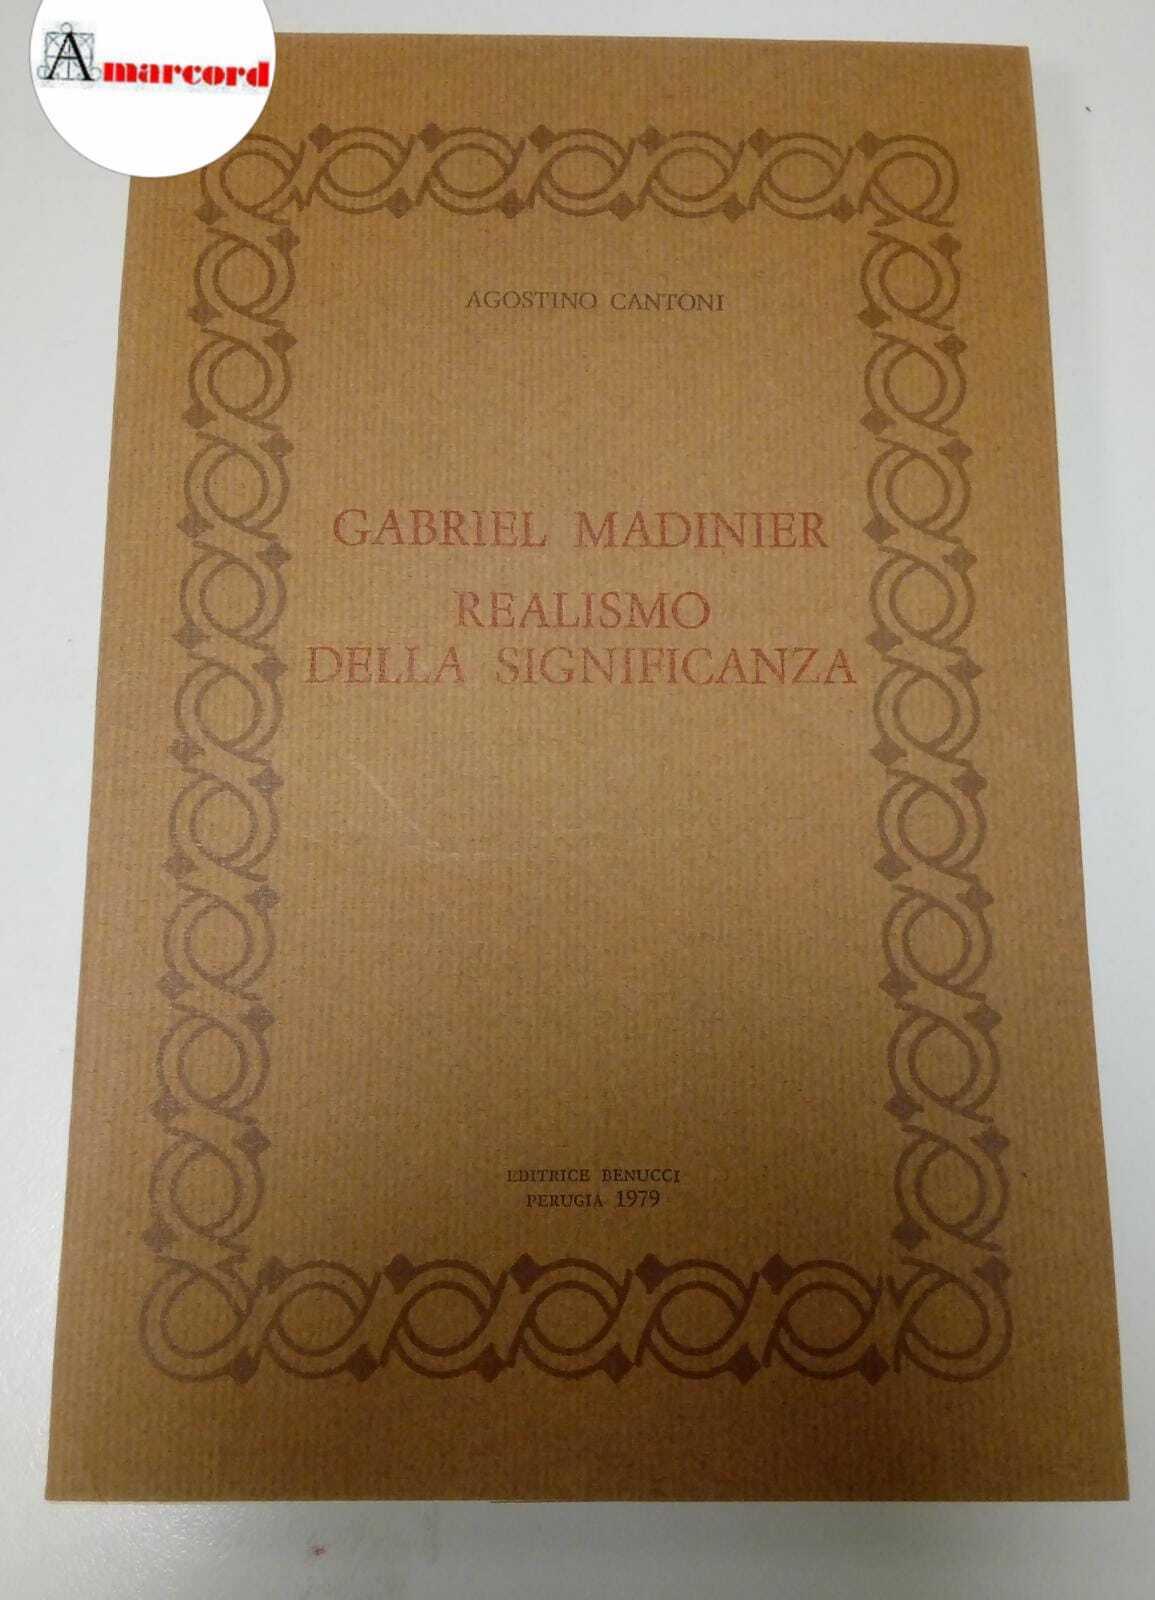 Amarcord
AGOSTINO CANTONI
GABRIEL MADINIER
REALISMO
DELLA SIGNIFICANZA
EDITRICE BENUCCI
PERUGIA 1979